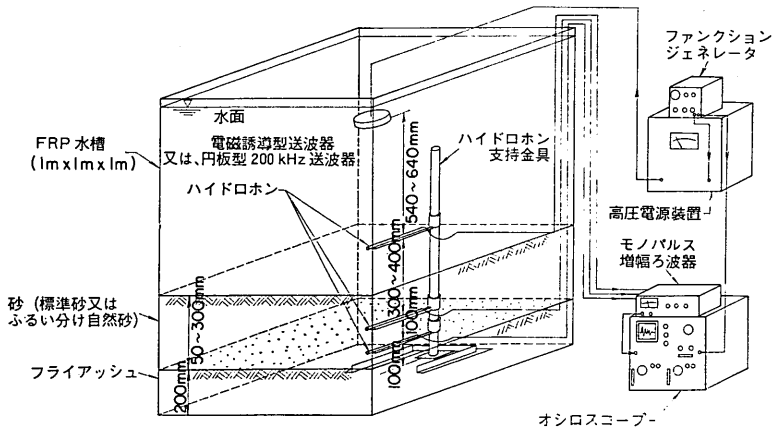 ファンクション
ジェネレータ
水面
FRP水槽
(1m×1m×1m)
電磁誘導型送波器
又は、円板型200kHz送波器
ハイドロホン
支持金具
ハイドロホン
540~640mm
高圧電源装置
モノパルス
増幅ろ波器
300~400mm
砂(標準砂又は
ふるい分け自然砂)
50~300mm
100mm
フライアッシュ
200mm
100mm
オシロスコープ